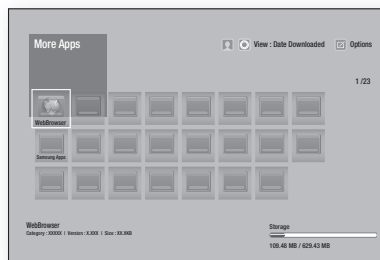 More Apps
View : Date Downloaded
Options
1 /23
WebBrowser
Samsung Apps
WebBrowser
Category : XXXXX I Version : X.XXX I Size : XX.XKB
Storage
109.46 MB / 629.43 MB